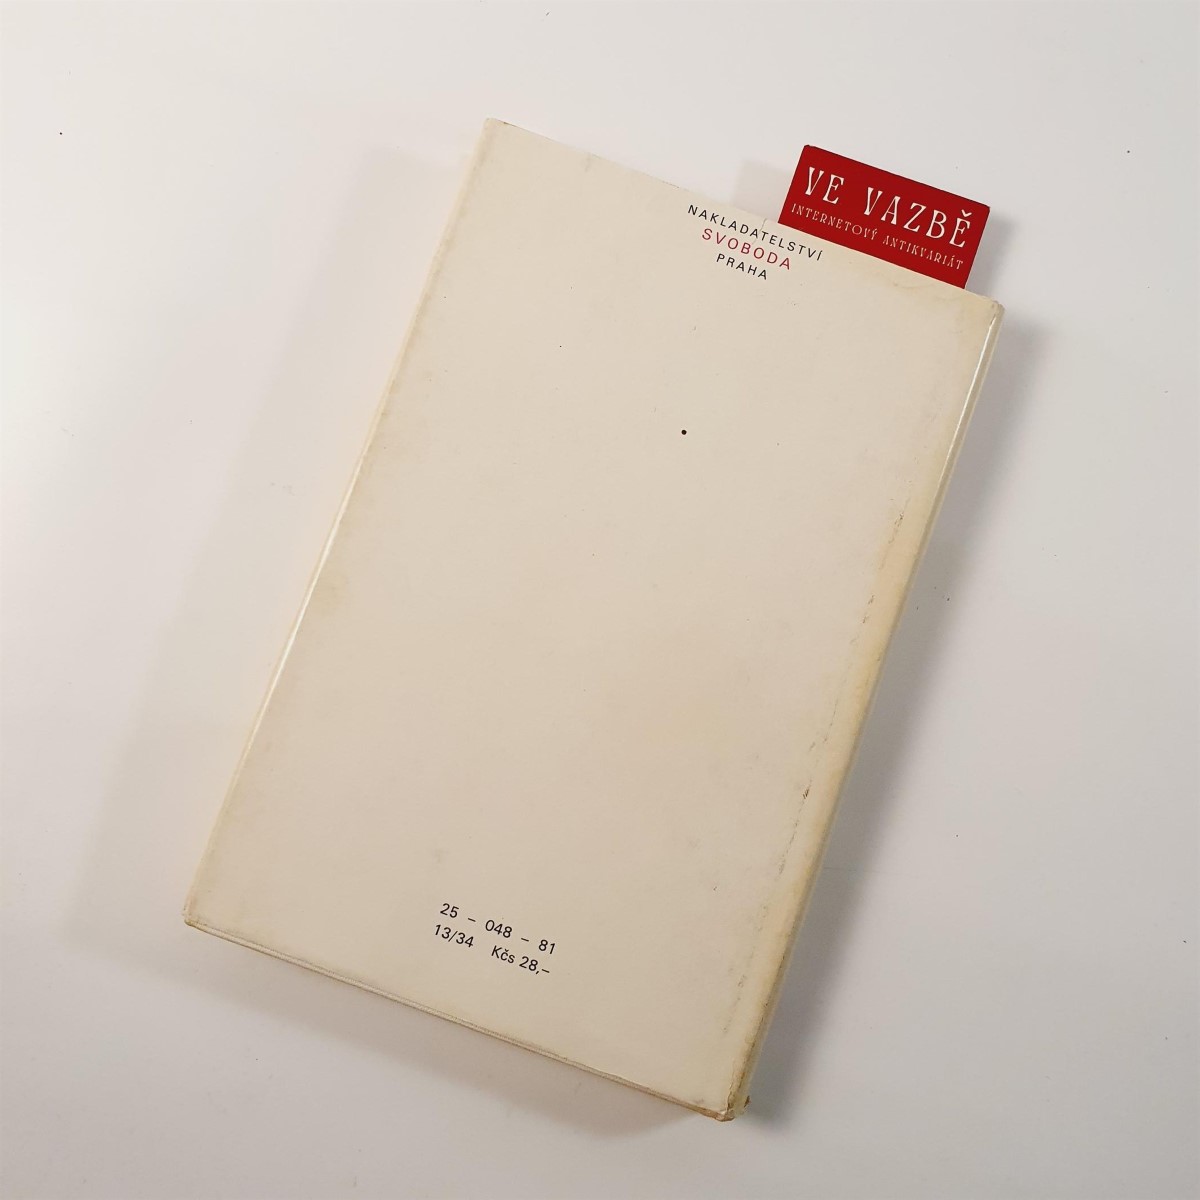 VE VAZBĚ
INTERNETOVÝ ANTIKVARIÁT
NAKLADATELSTVÍ
SVOBODA
PRAHA
25 – 048 – 81
13/34 Kčs 28,–